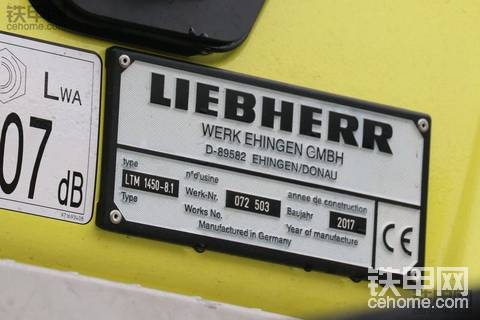 铁甲网
cehome.com
LWA
07 dB
LIEBHERR
WERK EHINGEN GMBH
D-89582 EHINGEN/DONAU
type n°d'usine annee de construction
LTM 1450-8.1 Werk-Nr. 072 503 Baujahr 2017
Type Works No. Year of manufacture
Manufactured in Germany
CE
铁甲网
cehome.com